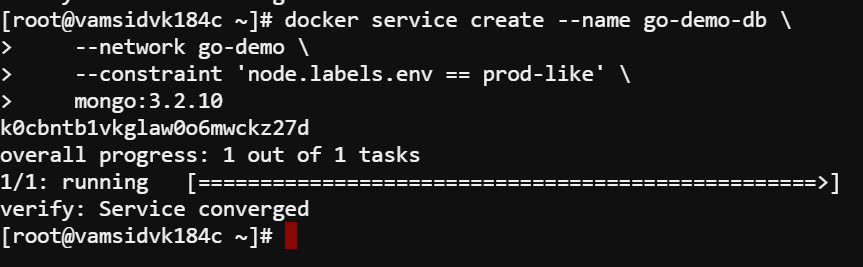 [root@vamsidvk184c ~]# docker service create --name go-demo-db \
>     --network go-demo \
>     --constraint 'node.labels.env == prod-like' \
>     mongo:3.2.10
k0cbntb1vkglaw0o6mwckz27d
overall progress: 1 out of 1 tasks
1/1: running   [==================================================>]
verify: Service converged
[root@vamsidvk184c ~]#